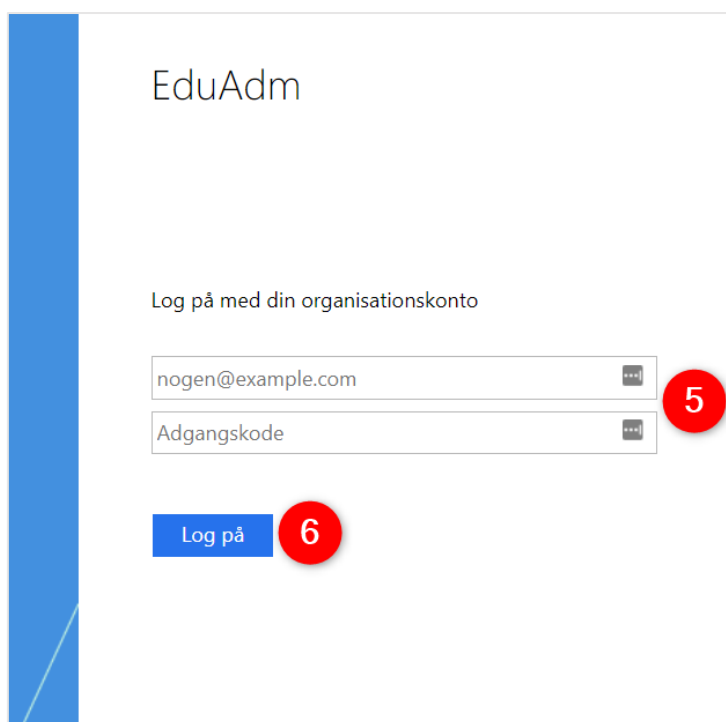 EduAdm
Log på med din organisationskonto
nogen@example.com
5
Adgangskode
Log på
6